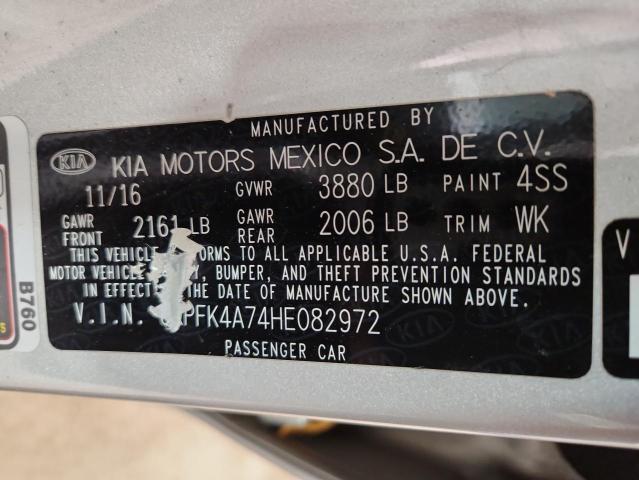 MANUFACTURED BY
KIA KIA MOTORS MEXICO S.A. DE C.V.
11/16 GVWR 3880 LB PAINT 4SS
GAWR FRONT 2161 LB GAWR REAR 2006 LB TRIM WK
THIS VEHICLE TO ALL APPLICABLE U.S.A. FEDERAL
MOTOR VEHICLE BUMPER, AND THEFT PREVENTION STANDARDS
IN EFFECT THE DATE OF MANUFACTURE SHOWN ABOVE.
V.I.N. PFK4A74HE082972
PASSENGER CAR
B760
V